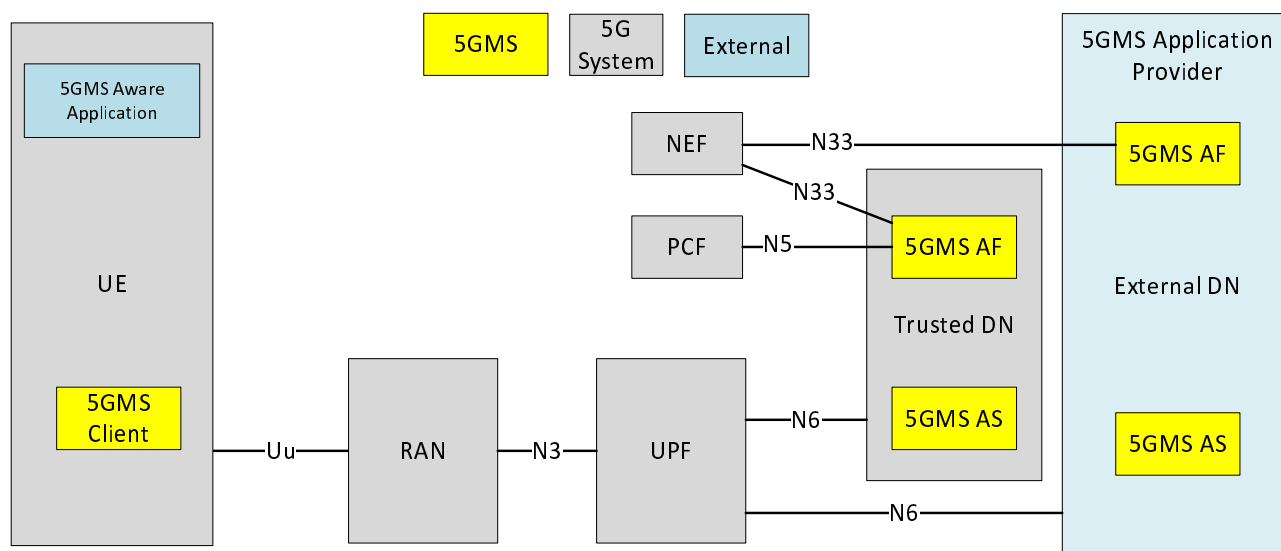 5GMS
5G
System
External
5GMS Application
Provider
5GMS Aware
Application
NEF
N33
5GMS AF
N33
PCF
N5
5GMS AF
UE
External DN
Trusted DN
5GMS
Client
Uu
RAN
N3
UPF
N6
5GMS AS
5GMS AS
N6